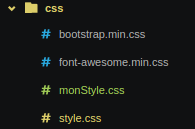 css
# bootstrap.min.css
# font-awesome.min.css
# monStyle.css
# style.css